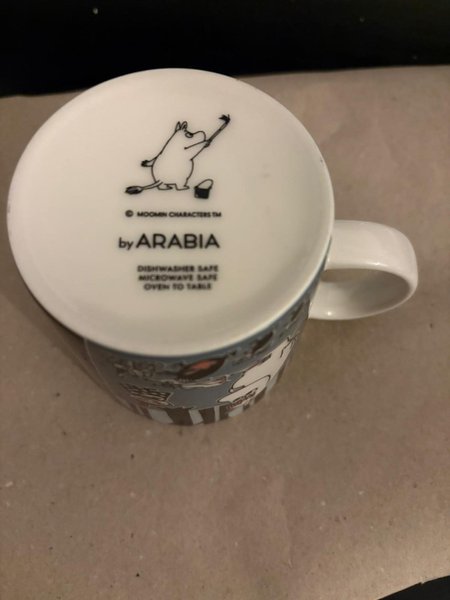 © MOOMIN CHARACTERS TM
by ARABIA
DISHWASHER SAFE
MICROWAVE SAFE
OVEN TO TABLE